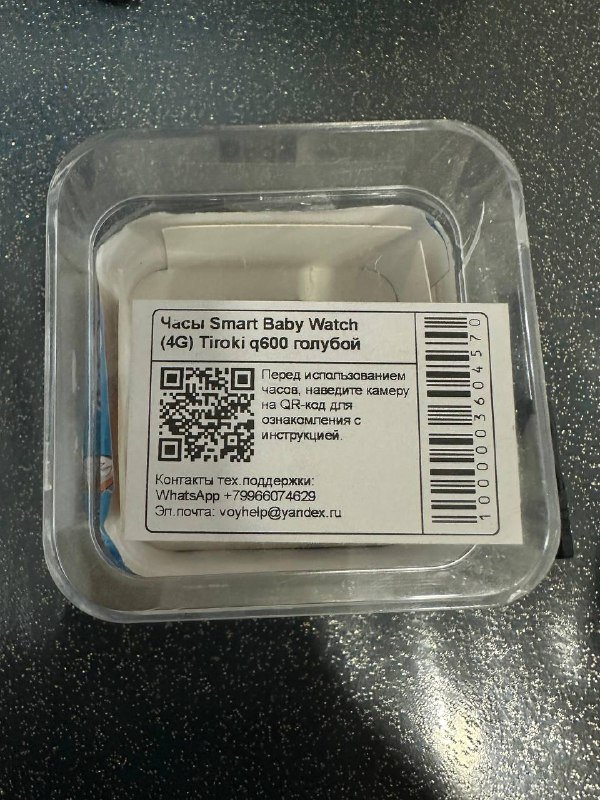 Часы Smart Baby Watch
(4G) Tiroki q600 голубой
Перед использованием
часов, наведите камеру
на QR-код для
ознакомления с
инструкцией.
Контакты тех.поддержки:
WhatsApp +79966074629
Эл.почта: voyhelp@yandex.ru
1000003604570